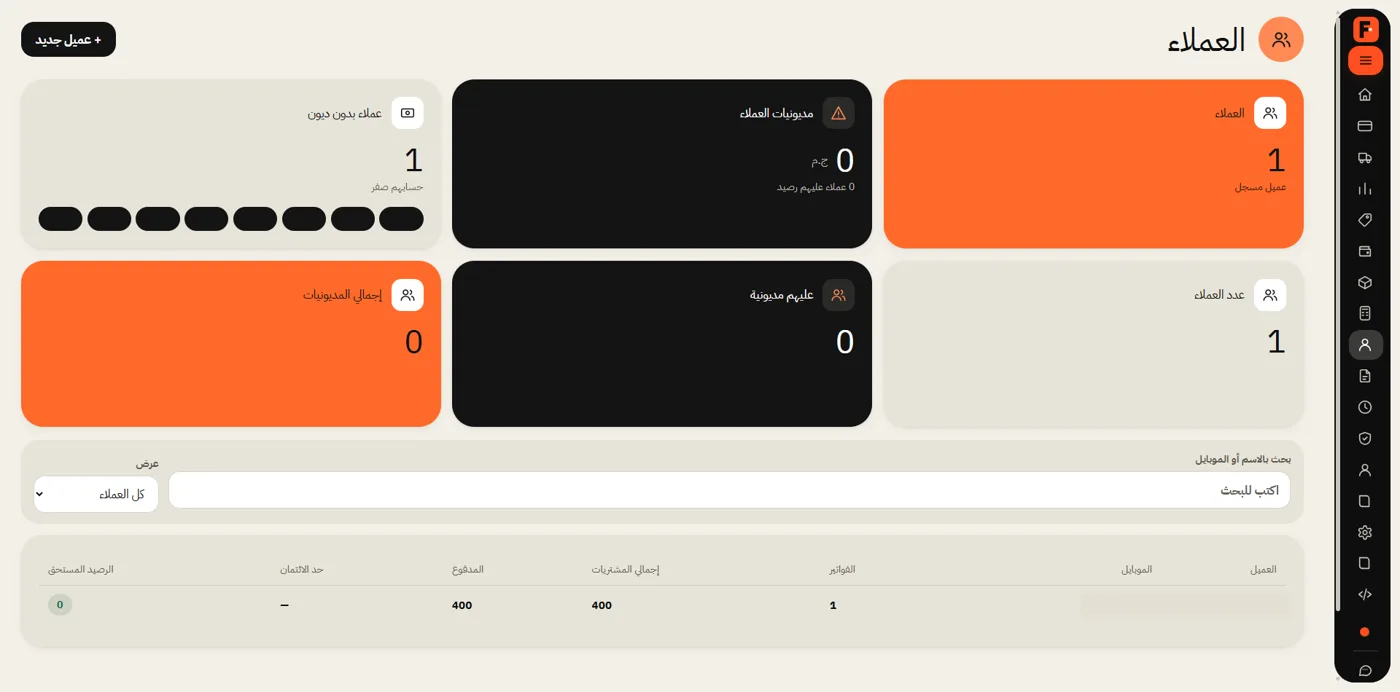 F
العملاء
+ عميل جديد
العملاء
1
عميل مسجل
مديونيات العملاء
0 ج.م
0 عملاء عليهم رصيد
عملاء بدون ديون
1
حسابهم صفر
عدد العملاء
1
عليهم مديونية
0
إجمالي المديونيات
0
بحث بالاسم أو الموبايل
اكتب للبحث
عرض
كل العملاء
العميل الموبايل الفواتير إجمالي المشتريات المدفوع حد الائتمان الرصيد المستحق
1 400 400 — 0